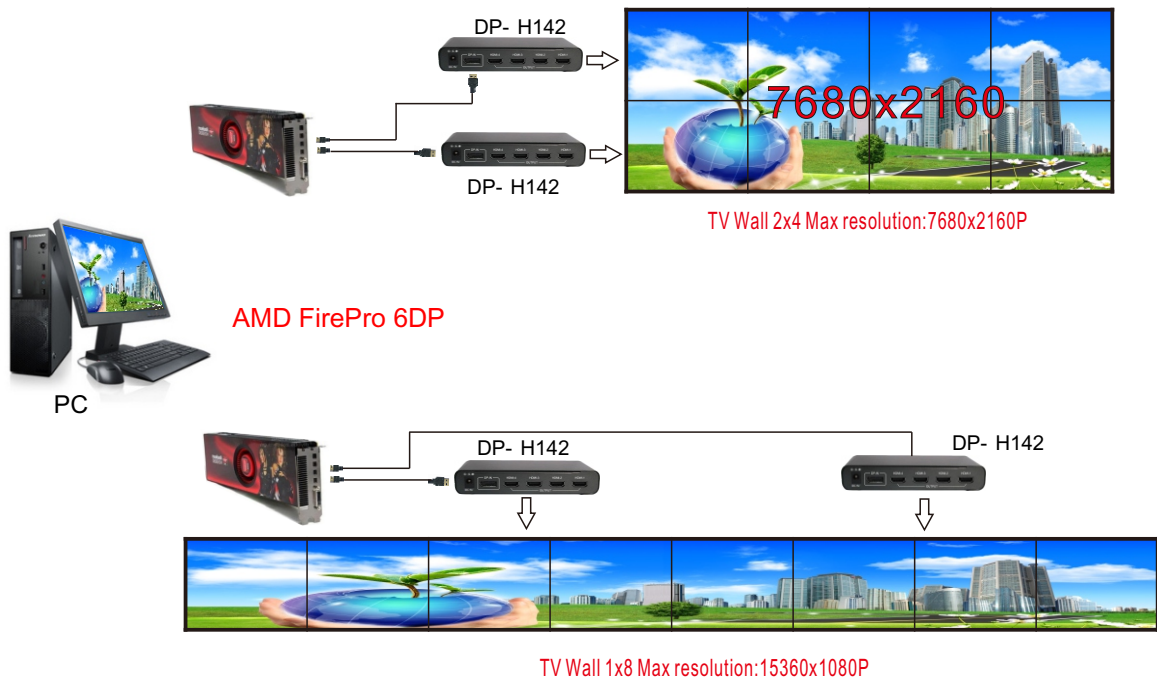 DP- H142
7680x2160
DP- H142
TV Wall 2x4 Max resolution:7680x2160P
AMD FirePro 6DP
PC
DP- H142
DP- H142
TV Wall 1x8 Max resolution:15360x1080P